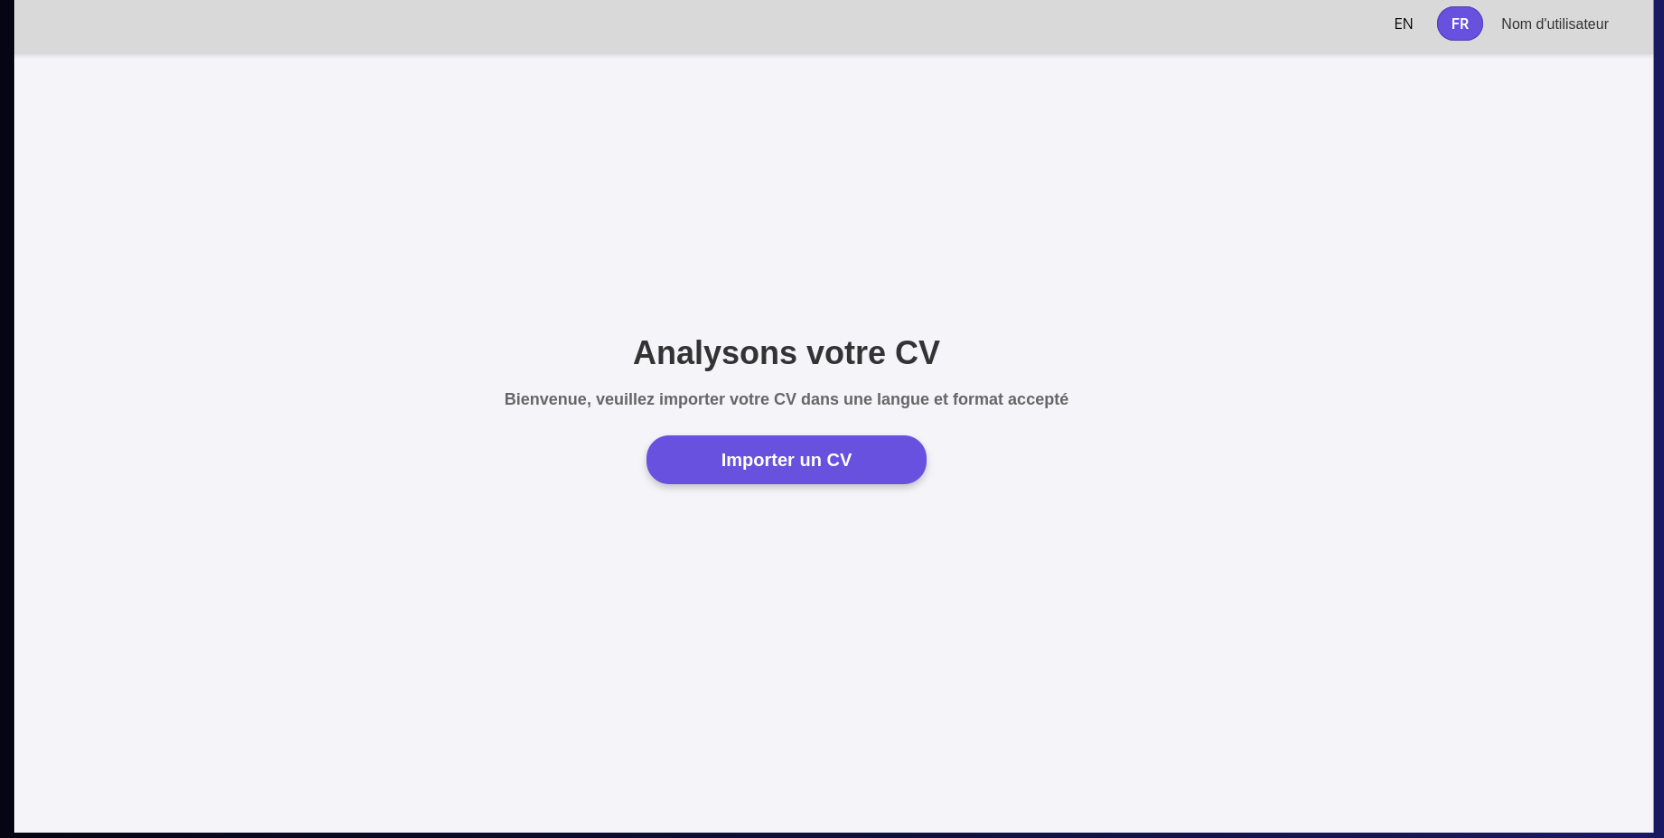 EN FR Nom d'utilisateur
Analysons votre CV
Bienvenue, veuillez importer votre CV dans une langue et format accepté
Importer un CV